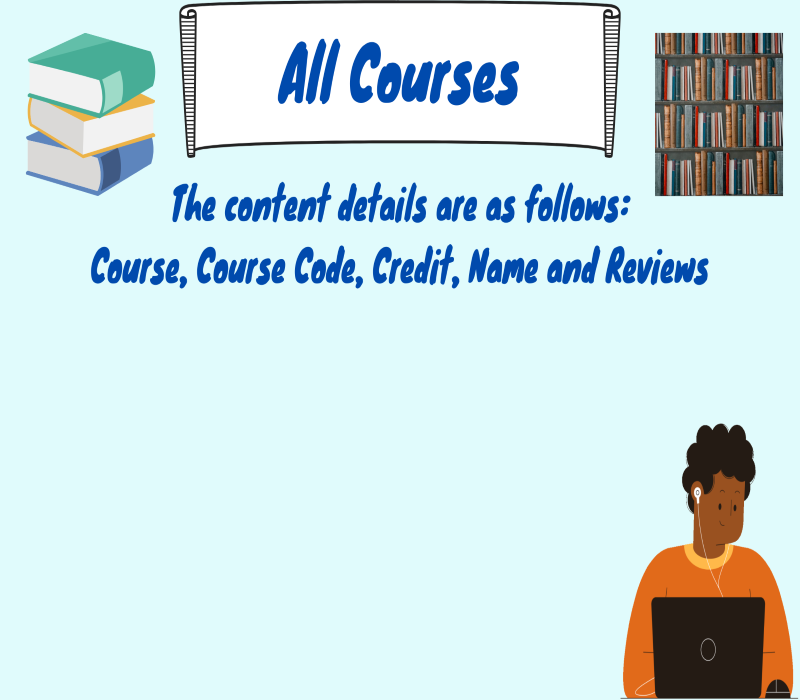 All Courses
The content details are as follows:
Course, Course Code, Credit, Name and Reviews